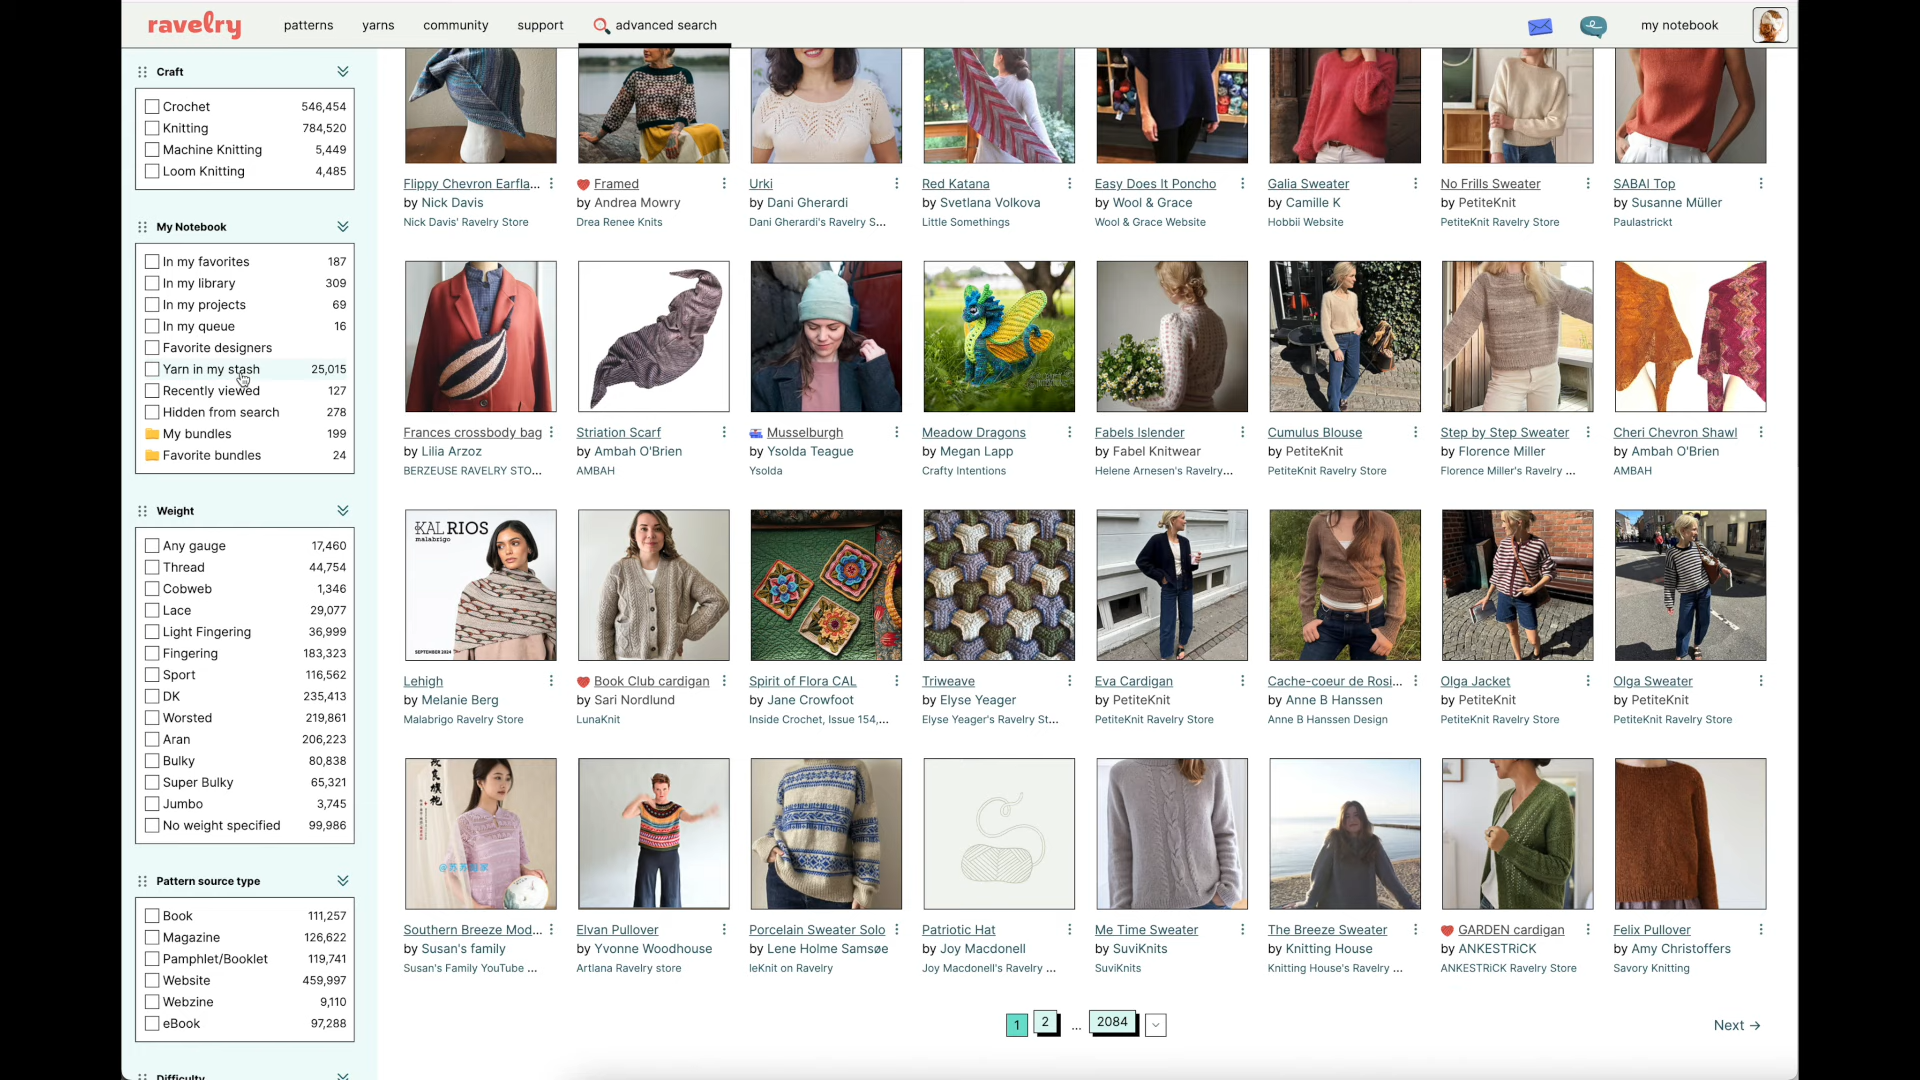 ravelry
patterns
yarns
community
support
advanced search
my notebook
Craft
Crochet 546,454
Knitting 784,520
Machine Knitting 5,449
Loom Knitting 4,485
My Notebook
In my favorites 187
In my library 309
In my projects 69
In my queue 16
Favorite designers
Yarn in my stash 25,015
Recently viewed 127
Hidden from search 278
My bundles 199
Favorite bundles 24
Weight
Any gauge 17,460
Thread 44,754
Cobweb 1,346
Lace 29,077
Light Fingering 36,999
Fingering 183,323
Sport 116,562
DK 235,413
Worsted 219,861
Aran 206,223
Bulky 80,838
Super Bulky 65,321
Jumbo 3,745
No weight specified 99,986
Pattern source type
Book 111,257
Magazine 126,622
Pamphlet/Booklet 119,741
Website 459,997
Webzine 9,110
eBook 97,288
Difficulty
Flippy Chevron Earfla...
by Nick Davis
Nick Davis' Ravelry Store
Framed
by Andrea Mowry
Drea Renee Knits
Urki
by Dani Gherardi
Dani Gherardi's Ravelry S...
Red Katana
by Svetlana Volkova
Little Somethings
Easy Does It Poncho
by Wool & Grace
Wool & Grace Website
Galia Sweater
by Camille K
Hobbii Website
No Frills Sweater
by PetiteKnit
PetiteKnit Ravelry Store
SABAI Top
by Susanne Müller
Paulastrickt
Frances crossbody bag
by Lilia Arzoz
BERZEUSE RAVELRY STO...
Striation Scarf
by Ambah O'Brien
AMBAH
Musselburgh
by Ysolda Teague
Ysolda
Meadow Dragons
by Megan Lapp
Crafty Intentions
Fabels Islender
by Fabel Knitwear
Helene Arnesen's Ravelry...
Cumulus Blouse
by PetiteKnit
PetiteKnit Ravelry Store
Step by Step Sweater
by Florence Miller
Florence Miller's Ravelry ...
Cheri Chevron Shawl
by Ambah O'Brien
AMBAH
KAL RIOS
malabrigo
SEPTEMBER 2024
Lehigh
by Melanie Berg
Malabrigo Ravelry Store
Book Club cardigan
by Sari Nordlund
LunaKnit
Spirit of Flora CAL
by Jane Crowfoot
Inside Crochet, Issue 154,...
Triweave
by Elyse Yeager
Elyse Yeager's Ravelry St...
Eva Cardigan
by PetiteKnit
PetiteKnit Ravelry Store
Cache-coeur de Rosi...
by Anne B Hanssen
Anne B Hanssen Design
Olga Jacket
by PetiteKnit
PetiteKnit Ravelry Store
Olga Sweater
by PetiteKnit
PetiteKnit Ravelry Store
改良旗袍
Southern Breeze Mod...
by Susan's family
Susan's Family YouTube ...
Elvan Pullover
by Yvonne Woodhouse
Artlana Ravelry store
Porcelain Sweater Solo
by Lene Holme Samsøe
leKnit on Ravelry
Patriotic Hat
by Joy Macdonell
Joy Macdonell's Ravelry ...
Me Time Sweater
by SuviKnits
SuviKnits
The Breeze Sweater
by Knitting House
Knitting House's Ravelry ...
GARDEN cardigan
by ANKESTRiCK
ANKESTRiCK Ravelry Store
Felix Pullover
by Amy Christoffers
Savory Knitting
1 2 ... 2084
Next →